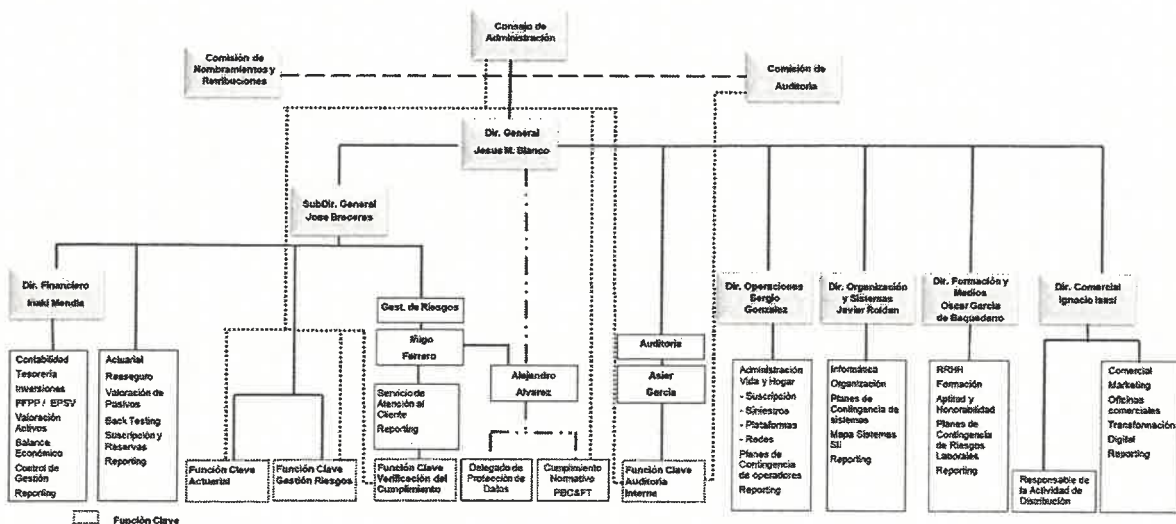 Consejo de
Administración
Comisión de
Nombramientos y
Retribuciones
Comisión de
Auditoria
Dir. General
Jesus M. Blanco
SubDir. General
Jose Breceras
Dir. Financiero
Iñaki Mendia
Gest. de Riesgos
Iñigo
Ferrero
Alejandro
Alvarez
Auditoria
Asier
Garcia
Dir. Operaciones
Sergio
Gonzalez
Dir. Organización
y Sistemas
Javier Roldan
Dir. Formación y
Medios
Oscar Garcia
de Baquedano
Dir. Comercial
Ignacio Isasi
Contabilidad
Tesorería
Inversiones
FFPP / EPSV
Valoración
Activos
Balance
Económico
Control de
Gestión
Reporting
Actuarial
Reaseguro
Valoración de
Pasivos
Back Testing
Suscripción y
Reservas
Reporting
Función Clave
Actuarial
Función Clave
Gestión Riesgos
Servicio de
Atención al
Cliente
Reporting
Función Clave
Verificación del
Cumplimiento
Delegado de
Protección de
Datos
Cumplimiento
Normativo
PBC&FT
Función Clave
Auditoria
Interna
Administración
Vida y Hogar
- Suscripción
- Siniestros
- Plataformas
- Redes
Planes de
Contingencia
de operadores
Reporting
Informática
Organización
Planes de
Contingencia de
sistemas
Mapa Sistemas
SII
Reporting
RRHH
Formación
Aptitud y
Honorabilidad
Planes de
Contingencia
de Riesgos
Laborales
Reporting
Responsable de
la Actividad de
Distribución
Comercial
Marketing
Oficinas
comerciales
Transformación
Digital
Reporting
Función Clave